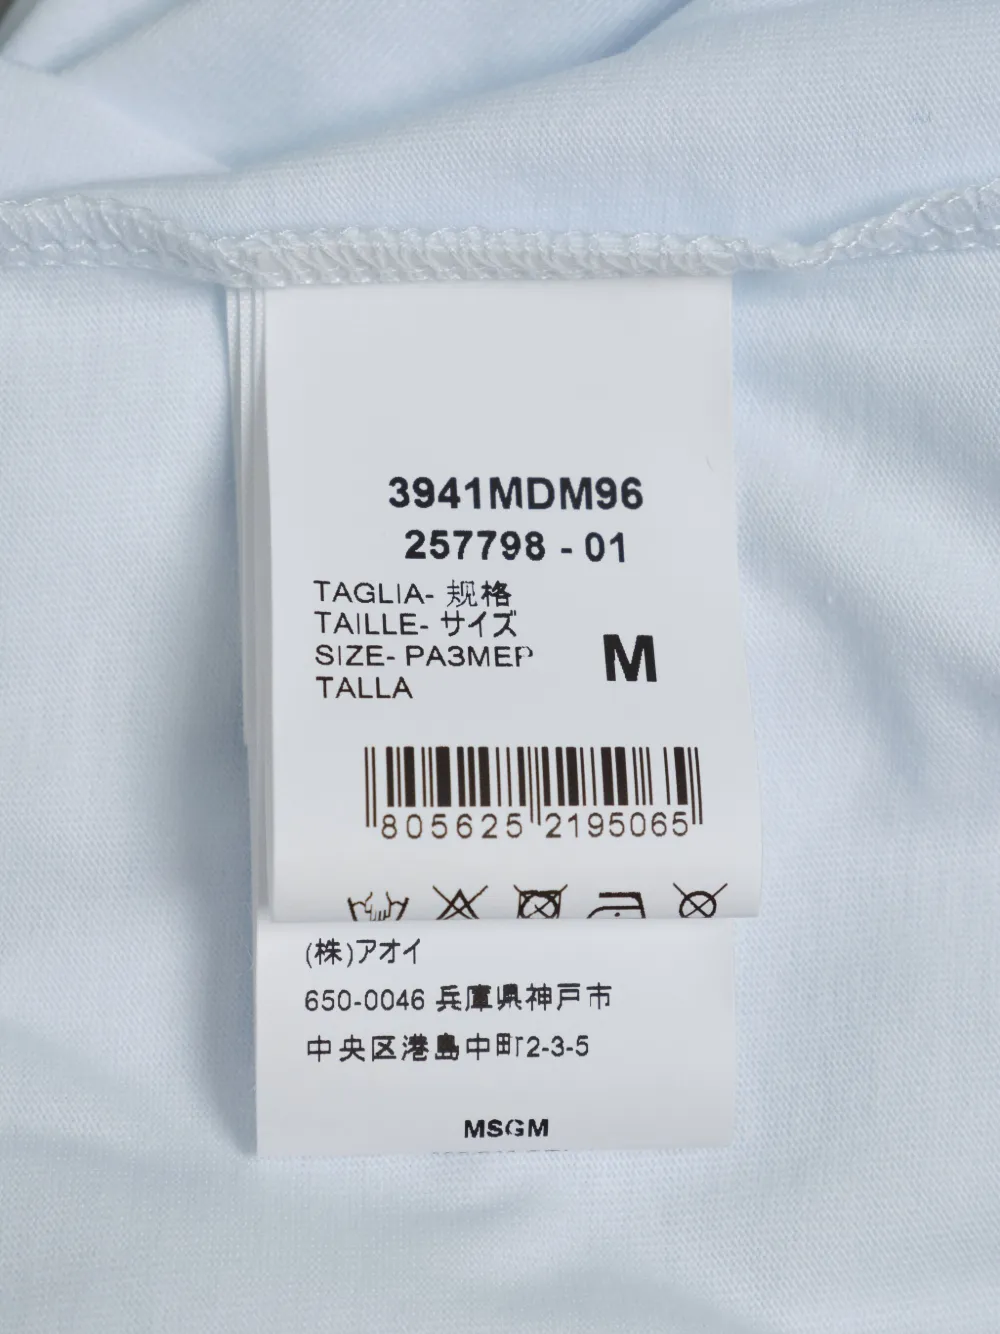 3941MDM96
257798 - 01
TAGLIA- 规格
TAILLE- サイズ
SIZE- РАЗМЕР
TALLA
M
805625 2195065
(株)アオイ
650-0046 兵庫県神戸市
中央区港島中町2-3-5
MSGM